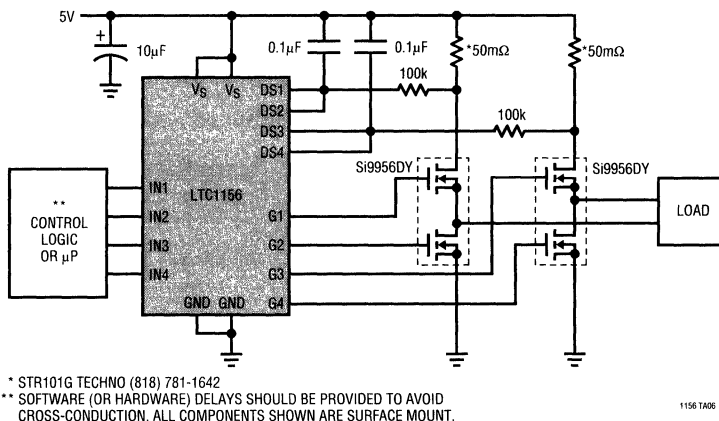 5V
10µF
0.1µF
0.1µF
*50mΩ
*50mΩ
100k
100k
VS
VS
DS1
DS2
DS3
DS4
Si9956DY
Si9956DY
**
CONTROL
LOGIC
OR µP
IN1
IN2
IN3
IN4
LTC1156
G1
G2
G3
G4
GND
GND
LOAD
* STR101G TECHNO (818) 781-1642
** SOFTWARE (OR HARDWARE) DELAYS SHOULD BE PROVIDED TO AVOID
CROSS-CONDUCTION. ALL COMPONENTS SHOWN ARE SURFACE MOUNT.
1156 TA06